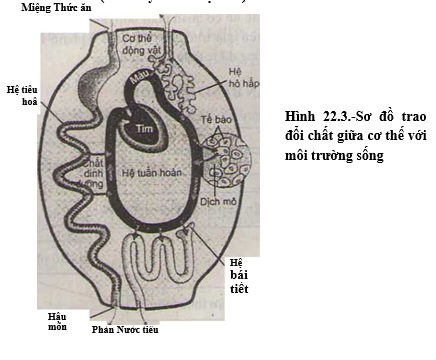 Miệng Thức ăn
Cơ thể
động vật
Hệ
hô hấp
Hệ tiêu
hoá
Máu
Tim
Tế bào
Chất
dinh
dưỡng
Hệ tuần hoàn
Dịch mô
Hệ
bái
tiết
Hậu
môn
Phân Nước tiểu
Hình 22.3.-Sơ đồ trao
đổi chất giữa cơ thể với
môi trường sống